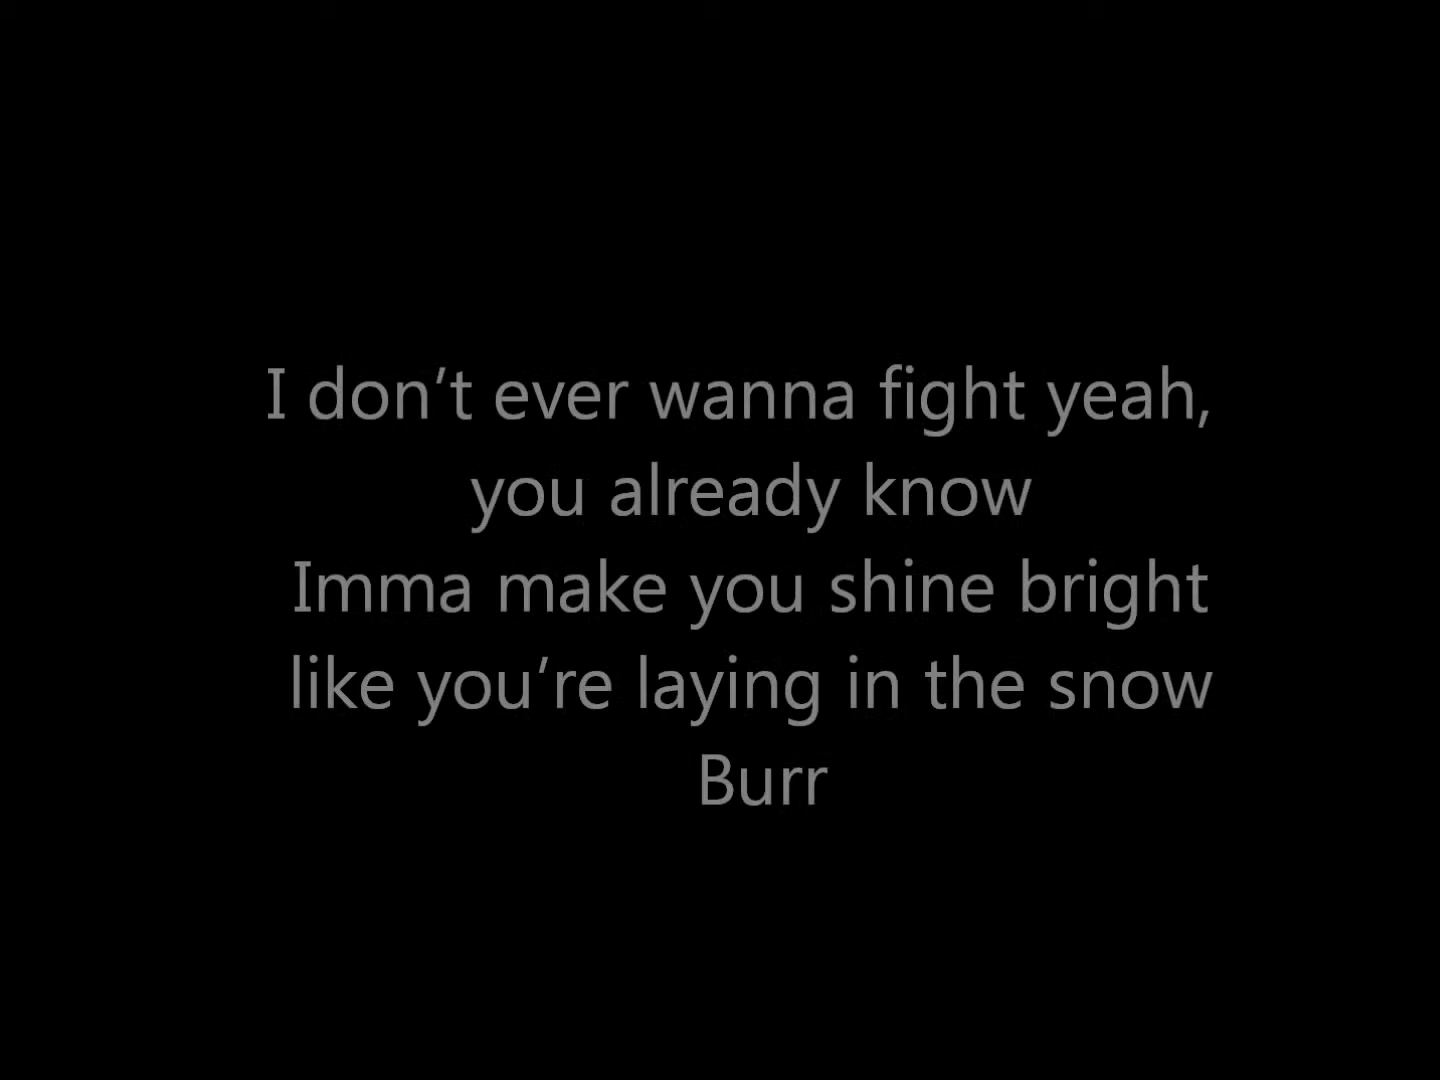 I don’t ever wanna fight yeah,
you already know
Imma make you shine bright
like you’re laying in the snow
Burr